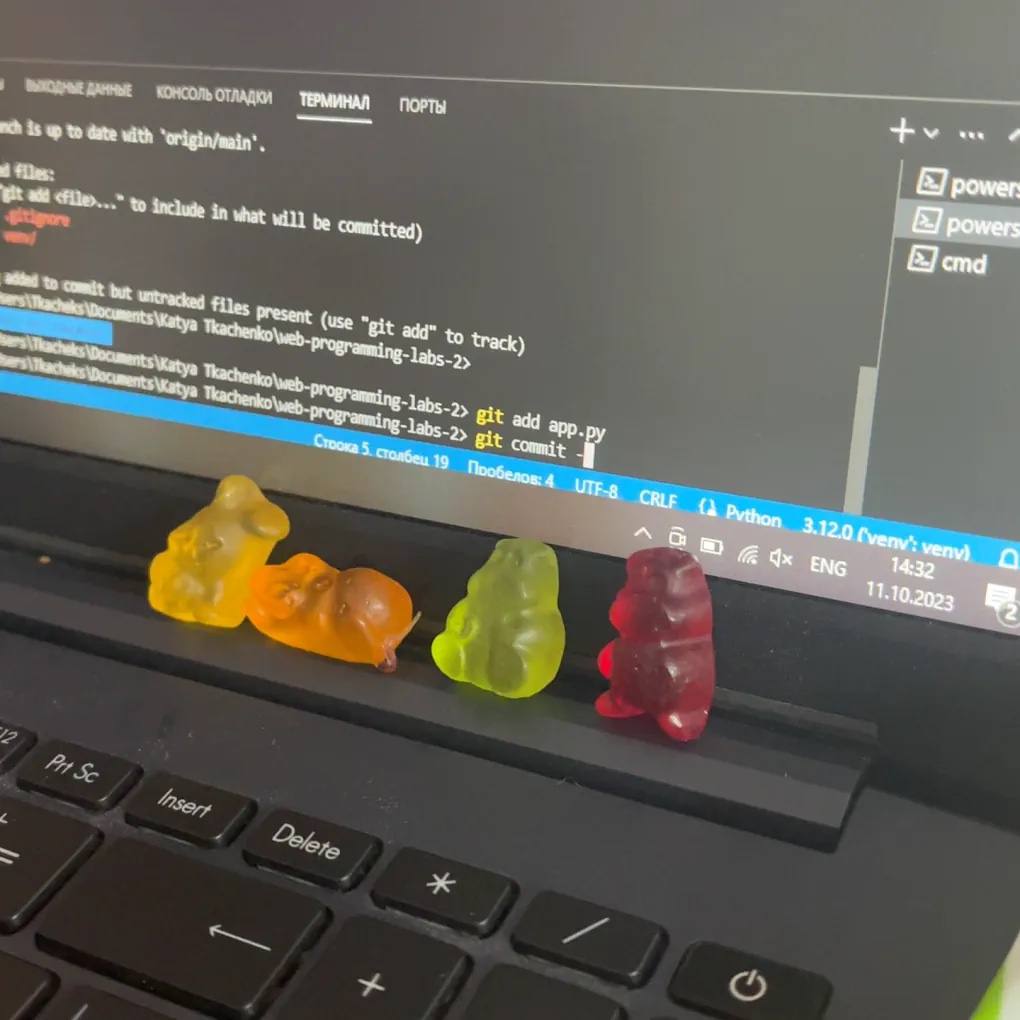 ВЫХОДНЫЕ ДАННЫЕ КОНСОЛЬ ОТЛАДКИ ТЕРМИНАЛ ПОРТЫ
is up to date with 'origin/main'.
files:
"git add <file>..." to include in what will be committed)
.gitignore
venv/
added to commit but untracked files present (use "git add" to track)
\Tkacheks\Documents\Katya Tkachenko\web-programming-labs-2>
\Tkacheks\Documents\Katya Tkachenko\web-programming-labs-2> git add app.py
\Tkacheks\Documents\Katya Tkachenko\web-programming-labs-2> git commit -
powers
powers
cmd
Строка 5, столбец 19 Пробелов: 4 UTF-8 CRLF Python 3.12.0 ('venv': venv)
ENG 14:32
11.10.2023
2
Prt Sc
Insert
Delete
*
/
=
+